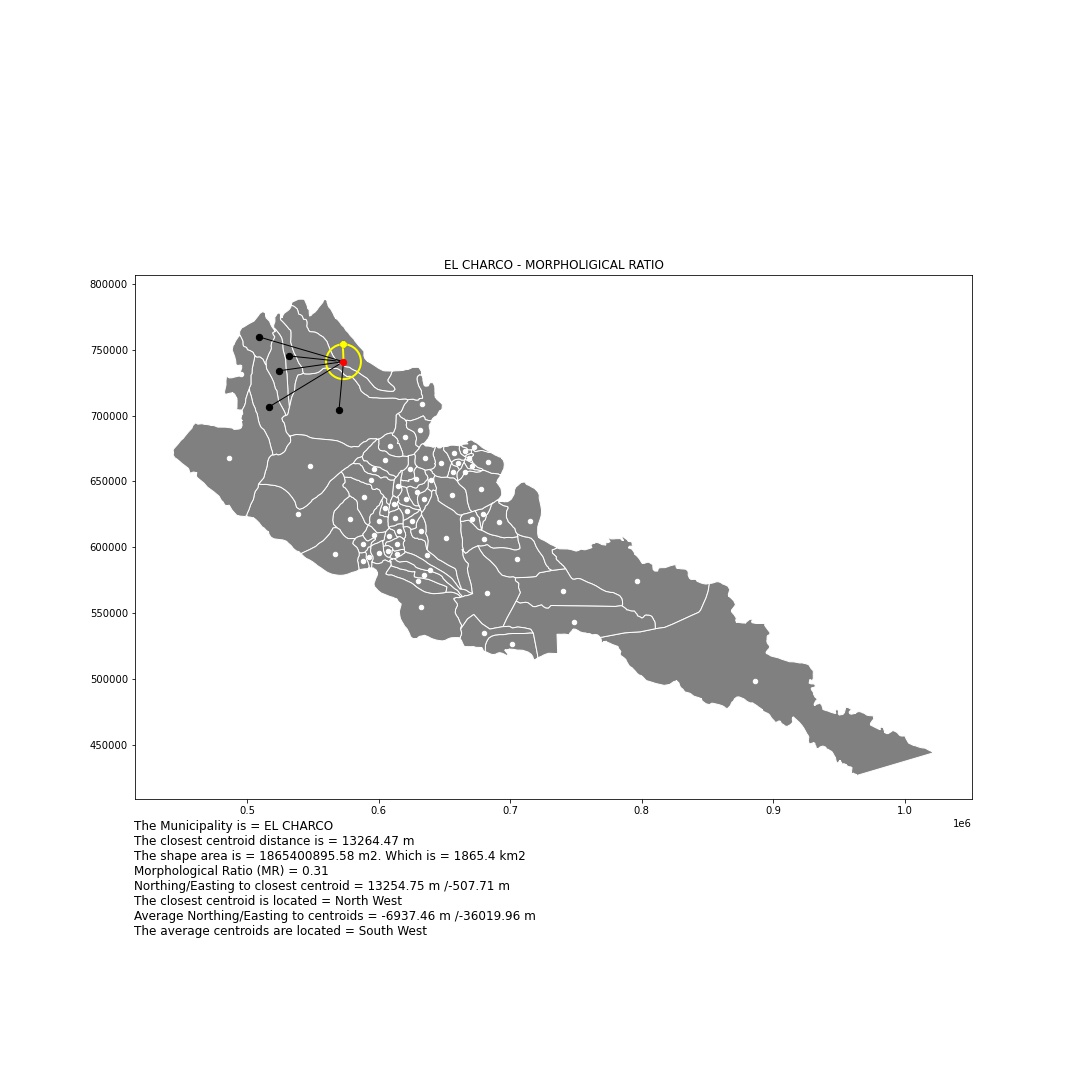 EL CHARCO - MORPHOLIGICAL RATIO
800000
750000
700000
650000
600000
550000
500000
450000
0.5 0.6 0.7 0.8 0.9 1.0
1e6
The Municipality is = EL CHARCO
The closest centroid distance is = 13264.47 m
The shape area is = 1865400895.58 m2. Which is = 1865.4 km2
Morphological Ratio (MR) = 0.31
Northing/Easting to closest centroid = 13254.75 m /-507.71 m
The closest centroid is located = North West
Average Northing/Easting to centroids = -6937.46 m /-36019.96 m
The average centroids are located = South West